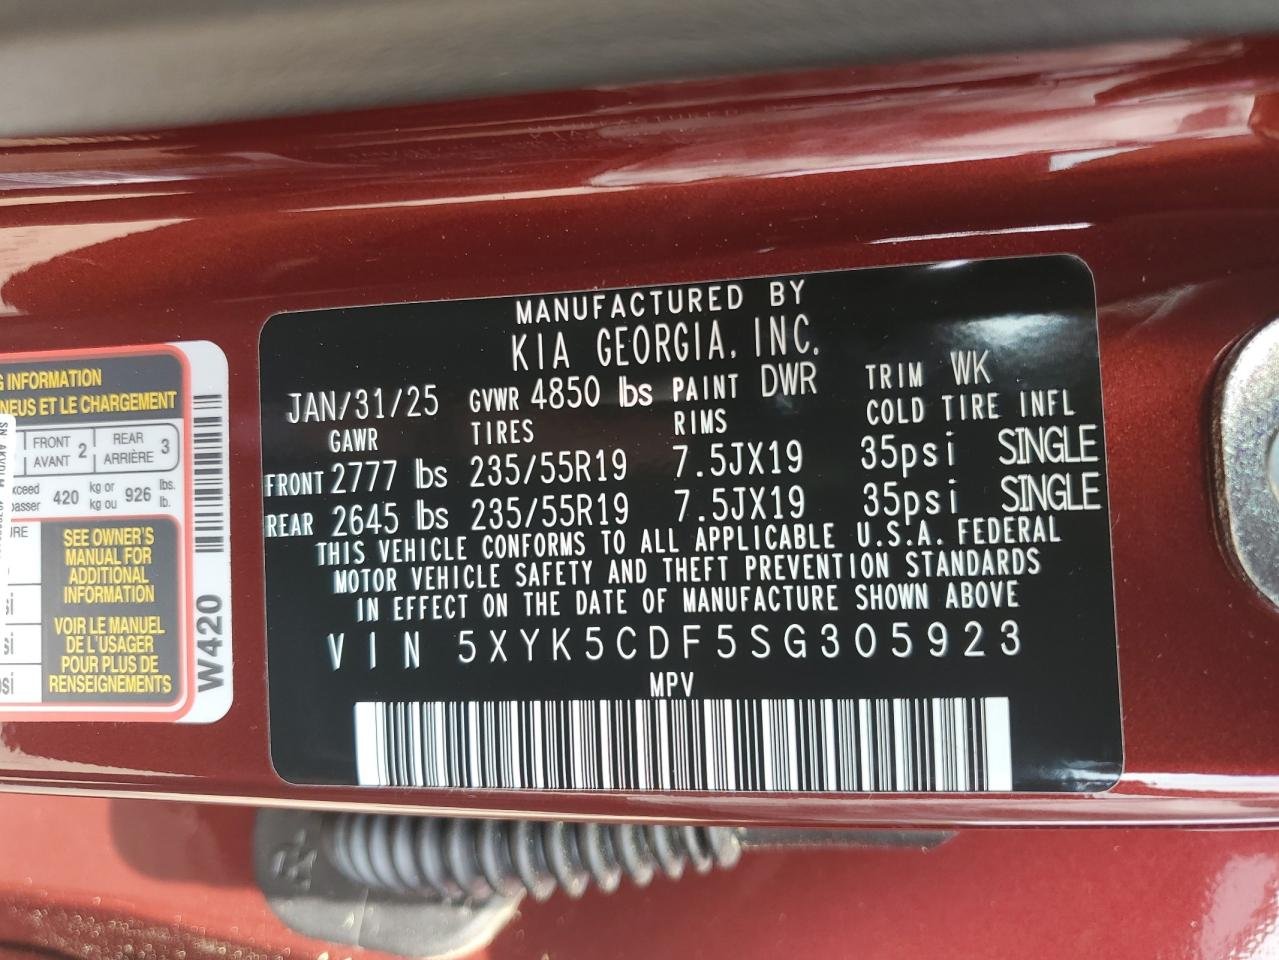 MANUFACTURED BY
KIA GEORGIA, INC.
JAN/31/25 GVWR 4850 lbs PAINT DWR TRIM WK
GAWR TIRES RIMS COLD TIRE INFL
FRONT 2777 lbs 235/55R19 7.5JX19 35psi SINGLE
REAR 2645 lbs 235/55R19 7.5JX19 35psi SINGLE
THIS VEHICLE CONFORMS TO ALL APPLICABLE U.S.A. FEDERAL
MOTOR VEHICLE SAFETY AND THEFT PREVENTION STANDARDS
IN EFFECT ON THE DATE OF MANUFACTURE SHOWN ABOVE
VIN 5XYK5CDF5SG305923
MPV
INFORMATION
ET LE CHARGEMENT
FRONT 2 REAR 3
AVANT ARRIÈRE
420 kg or 926 lbs.
kg ou lb.
SEE OWNER'S
MANUAL FOR
ADDITIONAL
INFORMATION
VOIR LE MANUEL
DE L'USAGER
POUR PLUS DE
RENSEIGNEMENTS
W420